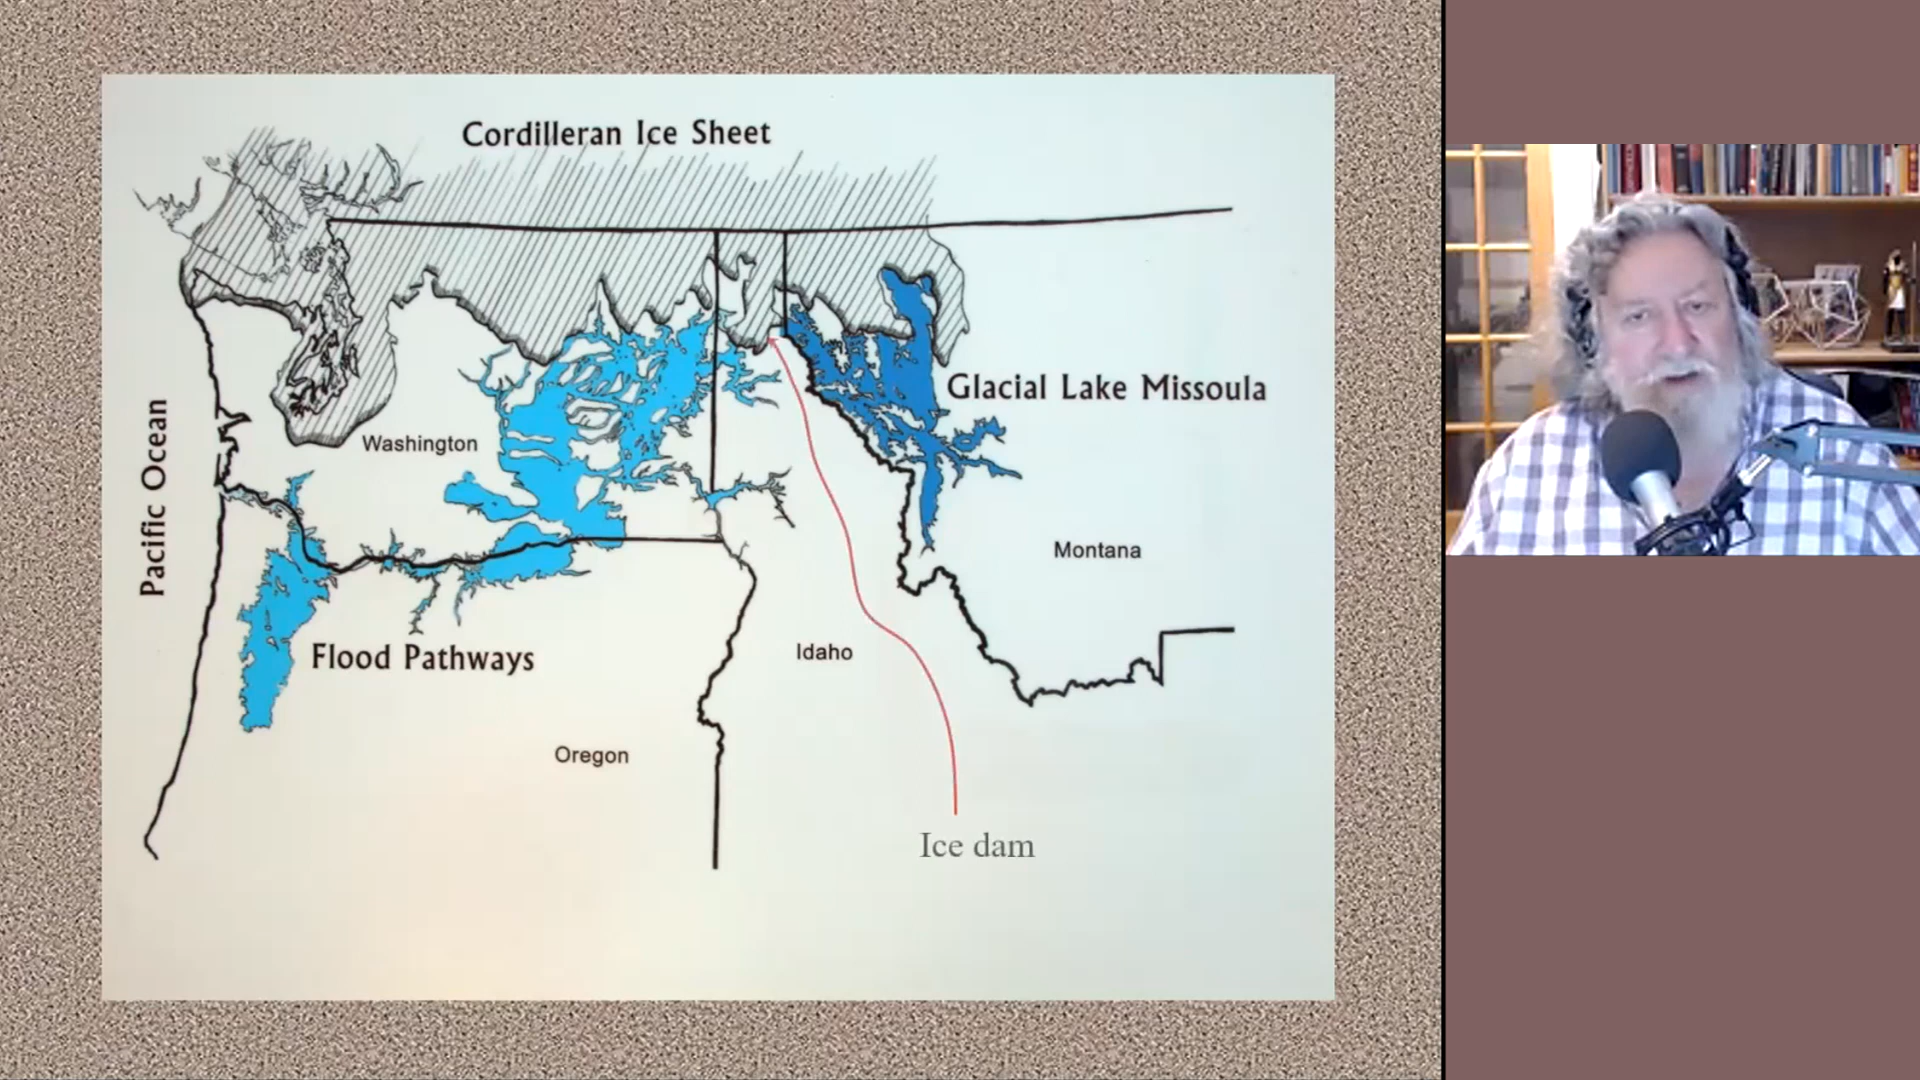 Cordilleran Ice Sheet
Glacial Lake Missoula
Washington
Pacific Ocean
Montana
Flood Pathways
Idaho
Oregon
Ice dam